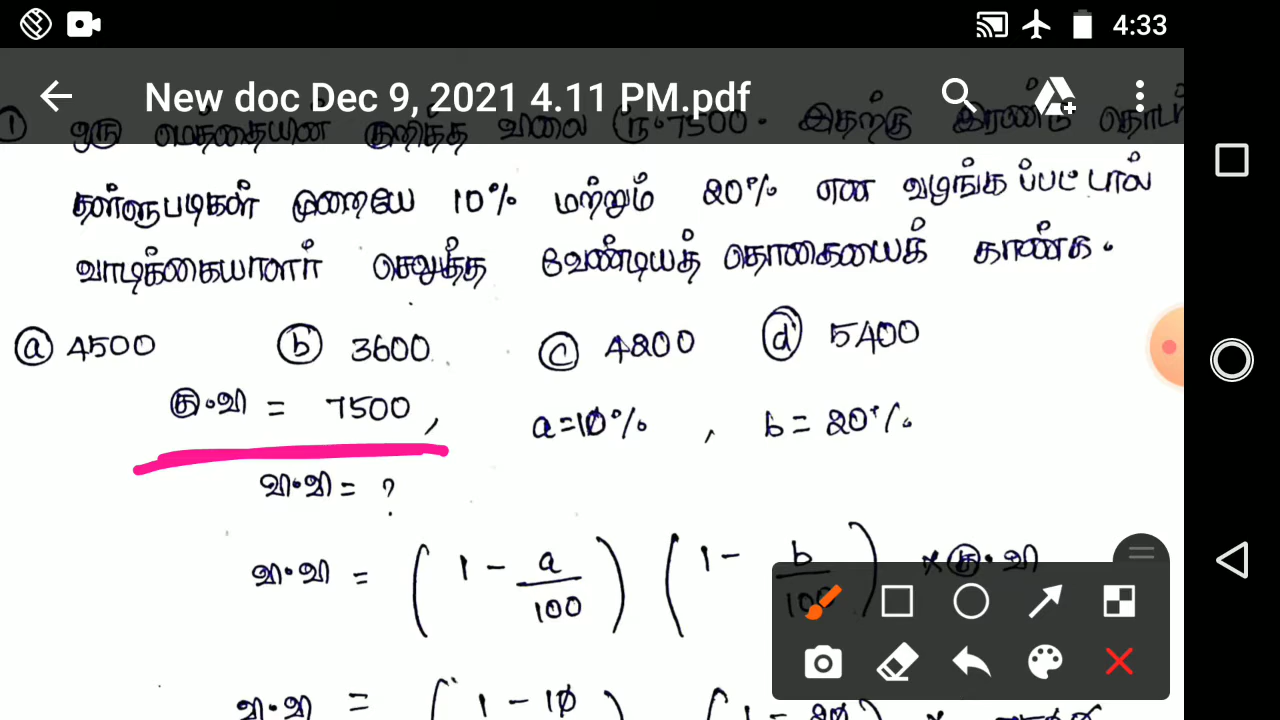 4:33
New doc Dec 9, 2021 4.11 PM.pdf
① ஒரு மெத்தையின் குறித்த விலை ரூ.7500. இதற்கு இரண்டு தொடர்
தள்ளுபடிகள் முறையே 10% மற்றும் 20% என வழங்கப்பட்டால்
வாடிக்கையாளர் செலுத்த வேண்டியத் தொகையைக் காண்க.
ⓐ 4500 ⓑ 3600 ⓒ 4800 ⓓ 5400
கு.வி = 7500, a=10%, b=20%
வி.வி = ?
வி.வி = (1 - a/100) (1 - b/100) × கு.வி
வி.வி = (1 - 10